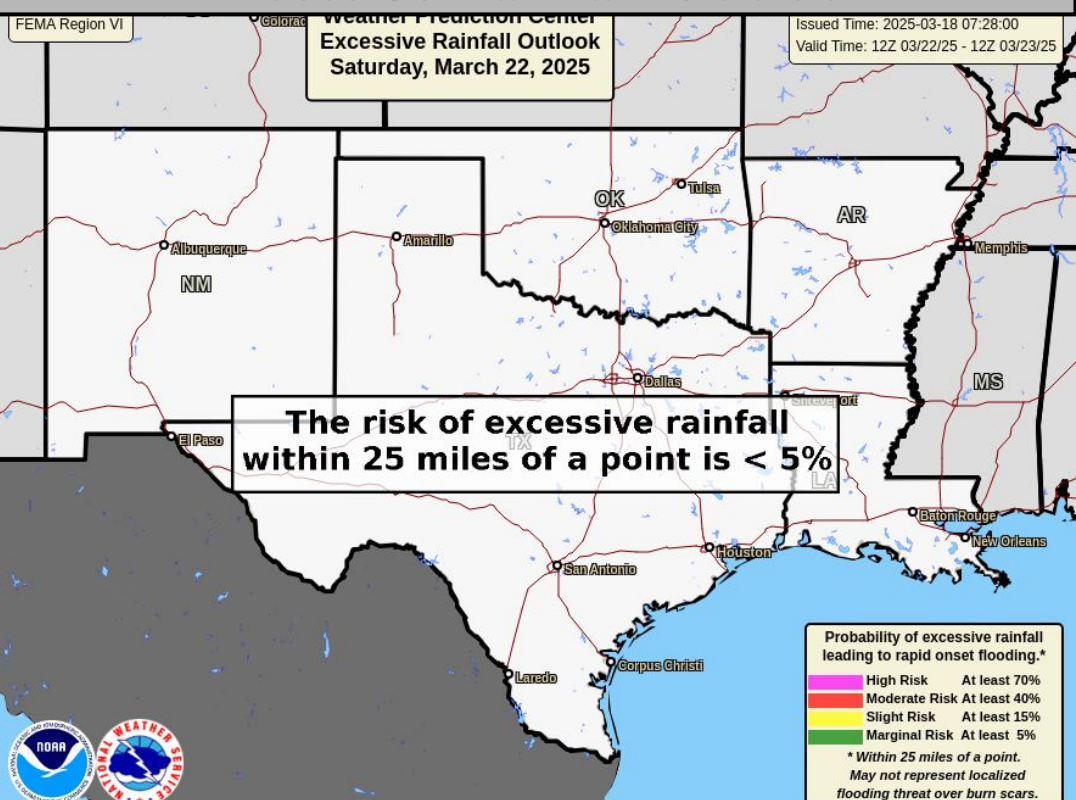 FEMA Region VI
Weather Prediction Center
Excessive Rainfall Outlook
Saturday, March 22, 2025
Issued Time: 2025-03-18 07:28:00
Valid Time: 12Z 03/22/25 - 12Z 03/23/25
Colorad
OK
Tulsa
Oklahoma City
AR
Amarillo
Albuquerque
Memphis
NM
Dallas
MS
Shreveport
The risk of excessive rainfall
within 25 miles of a point is < 5%
El Paso
TX
LA
Baton Rouge
New Orleans
Houston
San Antonio
Corpus Christi
Laredo
Probability of excessive rainfall
leading to rapid onset flooding.*
High Risk At least 70%
Moderate Risk At least 40%
Slight Risk At least 15%
Marginal Risk At least 5%
* Within 25 miles of a point.
May not represent localized
flooding threat over burn scars.
NOAA
NATIONAL WEATHER SERVICE